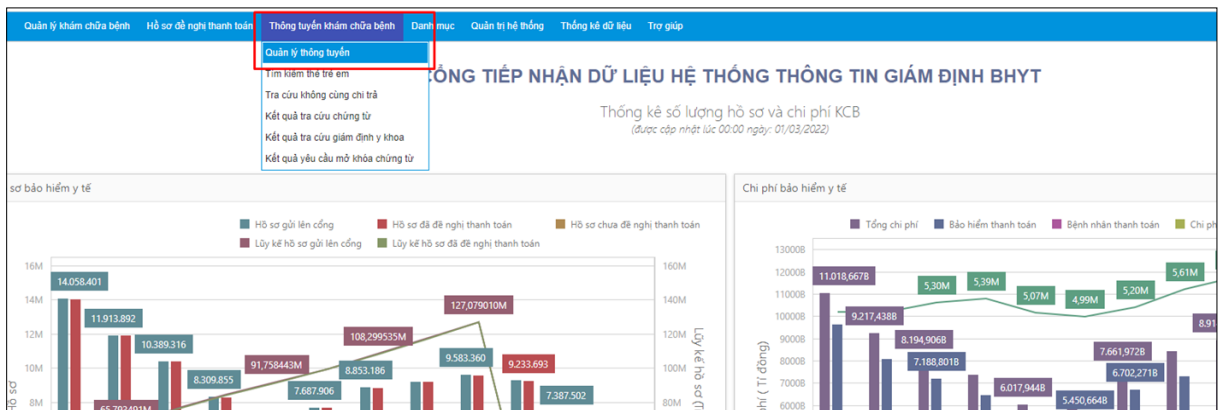 Quản lý khám chữa bệnh Hồ sơ đề nghị thanh toán Thông tuyến khám chữa bệnh Danh mục Quản trị hệ thống Thống kê dữ liệu Trợ giúp
Quản lý thông tuyến
Tìm kiếm thẻ trẻ em
Tra cứu không cùng chi trả
Kết quả tra cứu chứng từ
Kết quả tra cứu giám định y khoa
Kết quả yêu cầu mở khóa chứng từ
CỔNG TIẾP NHẬN DỮ LIỆU HỆ THỐNG THÔNG TIN GIÁM ĐỊNH BHYT
Thống kê số lượng hồ sơ và chi phí KCB
(được cập nhật lúc 00:00 ngày: 01/03/2022)
sơ bảo hiểm y tế
Hồ sơ gửi lên cổng Hồ sơ đã đề nghị thanh toán Hồ sơ chưa đề nghị thanh toán
Lũy kế hồ sơ gửi lên cổng Lũy kế hồ sơ đã đề nghị thanh toán
16M
14M
12M
10M
8M
14.058.401
11.913.892
10.389.316
8.309.855
7.687.906
8.853.186
9.583.360
9.233.693
7.387.502
91,758443M
108,299535M
127,079010M
160M
140M
120M
100M
80M
Lũy kế hồ sơ
Chi phí bảo hiểm y tế
Tổng chi phí Bảo hiểm thanh toán Bệnh nhân thanh toán Chi ph
13000B
12000B
11000B
10000B
9000B
8000B
7000B
6000B
phí ( Tỉ đồng)
11.018,667B
9.217,438B
8.194,906B
7.188,801B
6.017,944B
5.450,664B
7.661,972B
6.702,271B
8.91
5,30M
5,39M
5,07M
4,99M
5,20M
5,61M